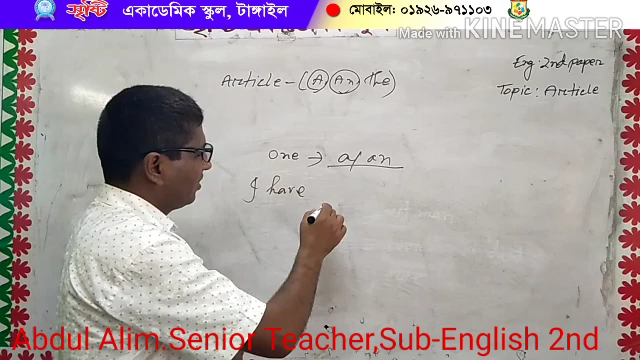 সৃষ্টি একাডেমিক স্কুল, টাঙ্গাইল মোবাইল: ০১৯২৬-৯৭১১০৩
Made with KINEMASTER
Eng: 2nd paper
Article - (A An The)
Topic: Article
One → a/ an
I have
Abdul Alim.Senior Teacher,Sub-English 2nd